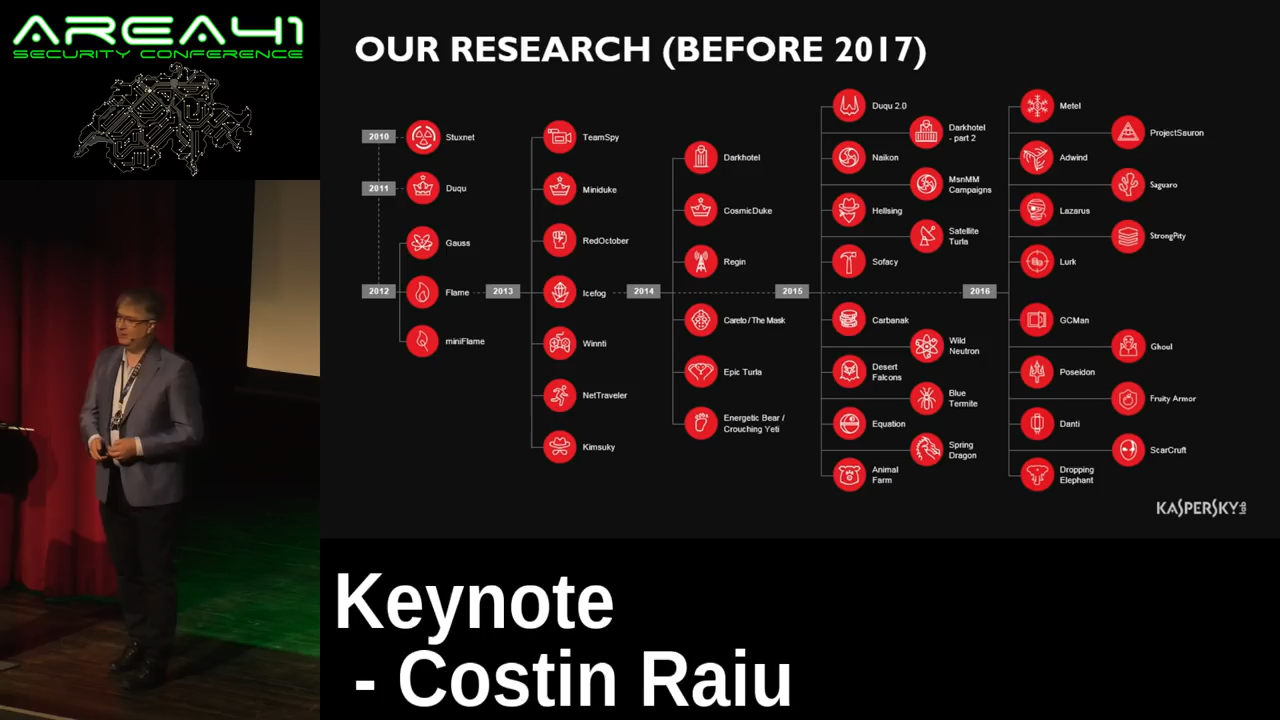 AREA41
SECURITY CONFERENCE
OUR RESEARCH (BEFORE 2017)
2010
Stuxnet
2011
Duqu
Gauss
2012
Flame
miniFlame
2013
TeamSpy
Miniduke
RedOctober
Icefog
Winnti
NetTraveler
Kimsuky
2014
Darkhotel
CosmicDuke
Regin
Careto / The Mask
Epic Turla
Energetic Bear /
Crouching Yeti
2015
Duqu 2.0
Darkhotel
- part 2
Naikon
MsnMM
Campaigns
Hellsing
Satellite
Turla
Sofacy
Carbanak
Wild
Neutron
Desert
Falcons
Blue
Termite
Equation
Spring
Dragon
Animal
Farm
2016
Metel
ProjectSauron
Adwind
Saguaro
Lazarus
StrongPity
Lurk
GCMan
Ghoul
Poseidon
Fruity Armor
Danti
ScarCruft
Dropping
Elephant
KASPERSKY lab
Keynote
- Costin Raiu